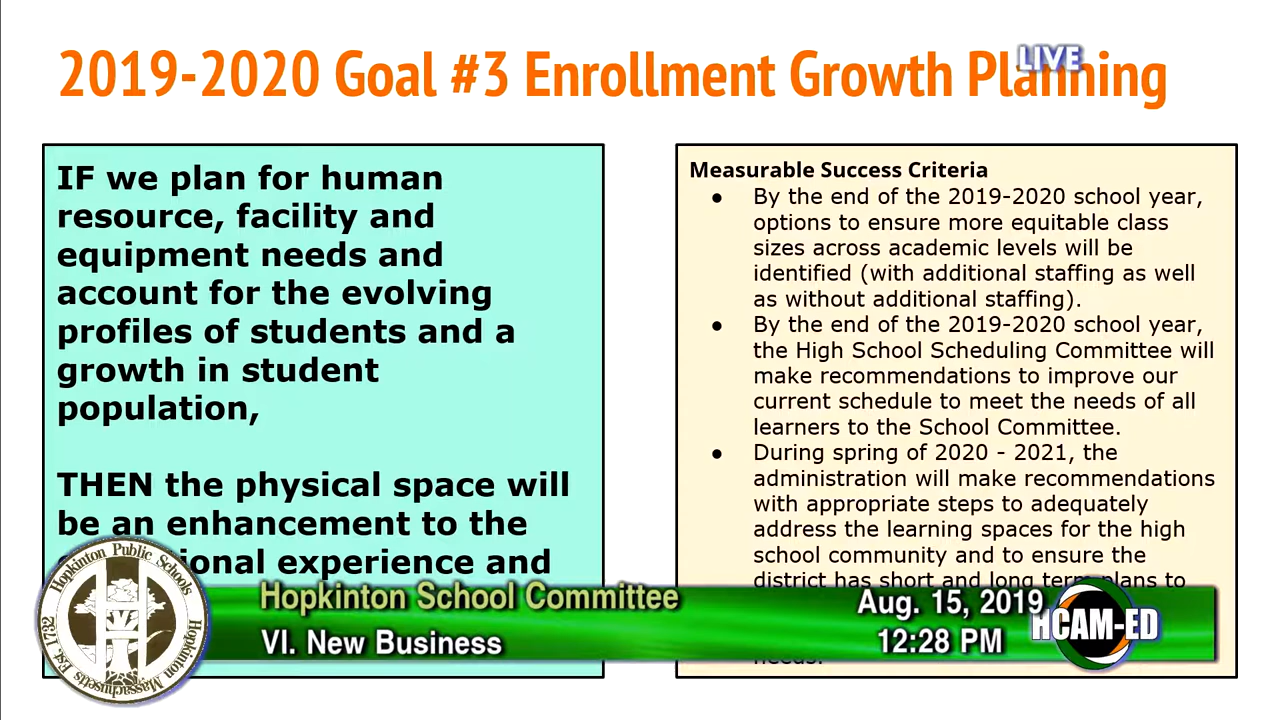 2019-2020 Goal #3 Enrollment Growth Planning
LIVE
IF we plan for human
resource, facility and
equipment needs and
account for the evolving
profiles of students and a
growth in student
population,
THEN the physical space will
be an enhancement to the
experience and
Measurable Success Criteria
● By the end of the 2019-2020 school year,
options to ensure more equitable class
sizes across academic levels will be
identified (with additional staffing as well
as without additional staffing).
● By the end of the 2019-2020 school year,
the High School Scheduling Committee will
make recommendations to improve our
current schedule to meet the needs of all
learners to the School Committee.
● During spring of 2020 - 2021, the
administration will make recommendations
with appropriate steps to adequately
address the learning spaces for the high
school community and to ensure the
district has short and long term plans to
needs.
Hopkinton School Committee
VI. New Business
Aug. 15, 2019
12:28 PM
HCAM-ED
Hopkinton Public Schools
Hopkinton Massachusetts Est. 1732